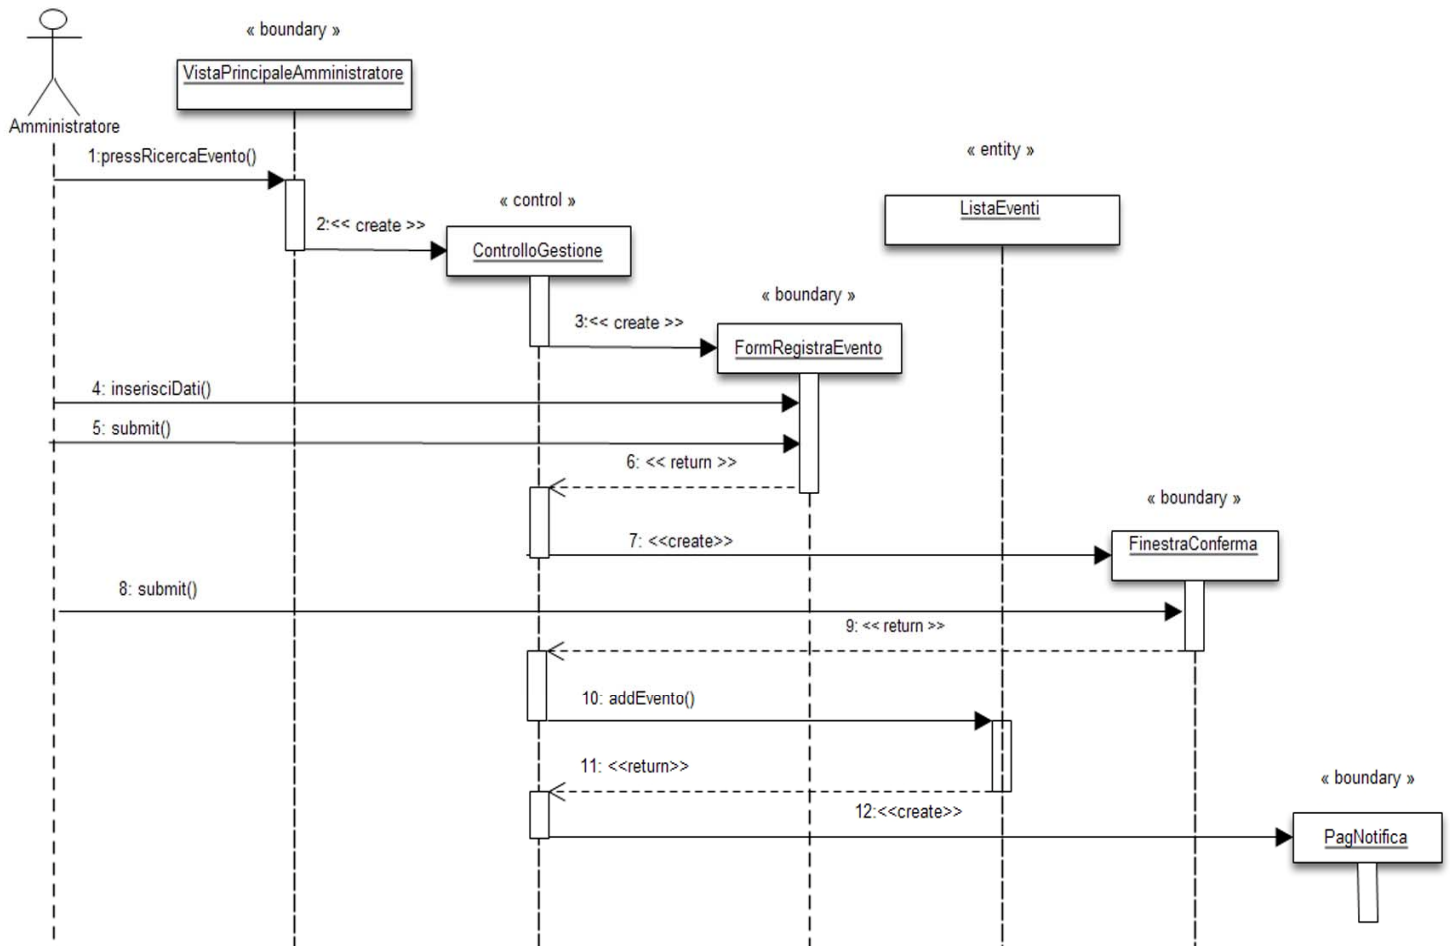 « boundary »
VistaPrincipaleAmministratore
Amministratore
1:pressRicercaEvento()
« entity »
ListaEventi
« control »
2:<< create >>
ControlloGestione
« boundary »
3:<< create >>
FormRegistraEvento
4: inserisciDati()
5: submit()
6: << return >>
« boundary »
7: <<create>>
FinestraConferma
8: submit()
9: << return >>
10: addEvento()
11: <<return>>
« boundary »
12:<<create>>
PagNotifica